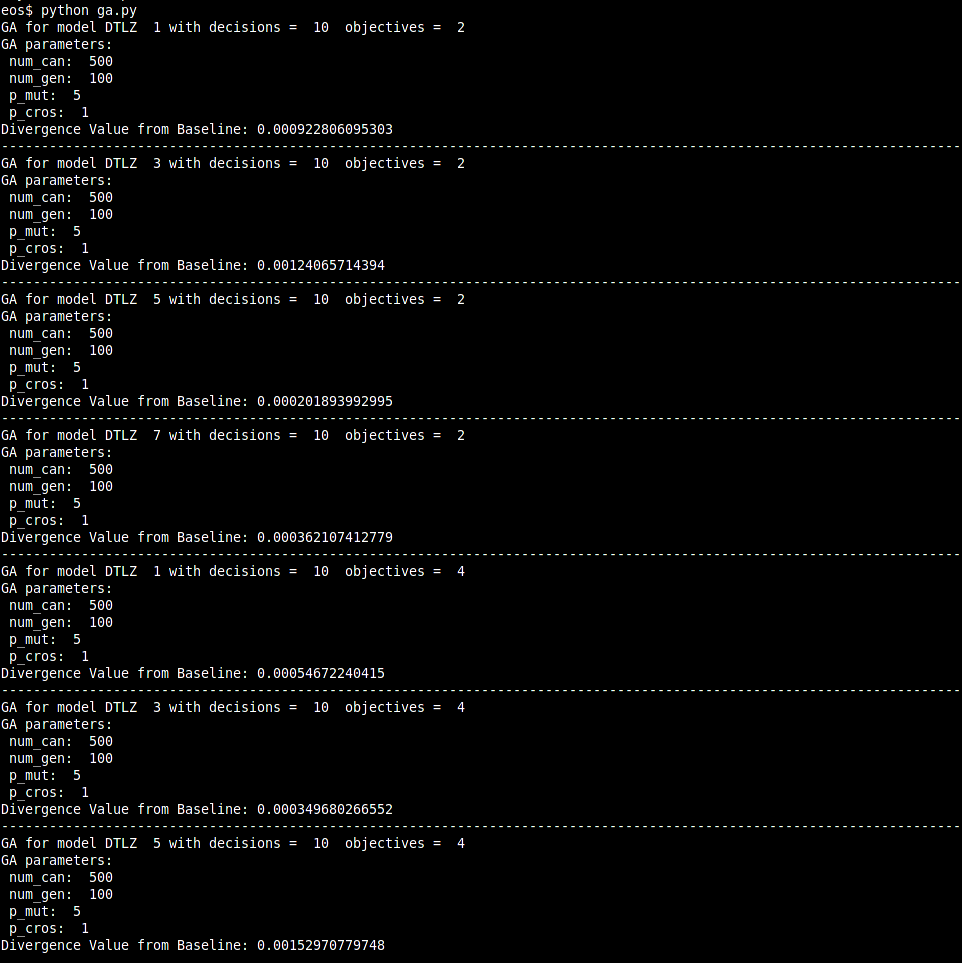 eos$ python ga.py
GA for model DTLZ  1 with decisions =  10  objectives =  2
GA parameters:
 num_can:  500
 num_gen:  100
 p_mut:  5
 p_cros:  1
Divergence Value from Baseline: 0.000922806095303
------------------------------------------------------------------------------------------------------------------------
GA for model DTLZ  3 with decisions =  10  objectives =  2
GA parameters:
 num_can:  500
 num_gen:  100
 p_mut:  5
 p_cros:  1
Divergence Value from Baseline: 0.00124065714394
------------------------------------------------------------------------------------------------------------------------
GA for model DTLZ  5 with decisions =  10  objectives =  2
GA parameters:
 num_can:  500
 num_gen:  100
 p_mut:  5
 p_cros:  1
Divergence Value from Baseline: 0.000201893992995
------------------------------------------------------------------------------------------------------------------------
GA for model DTLZ  7 with decisions =  10  objectives =  2
GA parameters:
 num_can:  500
 num_gen:  100
 p_mut:  5
 p_cros:  1
Divergence Value from Baseline: 0.000362107412779
------------------------------------------------------------------------------------------------------------------------
GA for model DTLZ  1 with decisions =  10  objectives =  4
GA parameters:
 num_can:  500
 num_gen:  100
 p_mut:  5
 p_cros:  1
Divergence Value from Baseline: 0.00054672240415
------------------------------------------------------------------------------------------------------------------------
GA for model DTLZ  3 with decisions =  10  objectives =  4
GA parameters:
 num_can:  500
 num_gen:  100
 p_mut:  5
 p_cros:  1
Divergence Value from Baseline: 0.000349680266552
------------------------------------------------------------------------------------------------------------------------
GA for model DTLZ  5 with decisions =  10  objectives =  4
GA parameters:
 num_can:  500
 num_gen:  100
 p_mut:  5
 p_cros:  1
Divergence Value from Baseline: 0.00152970779748